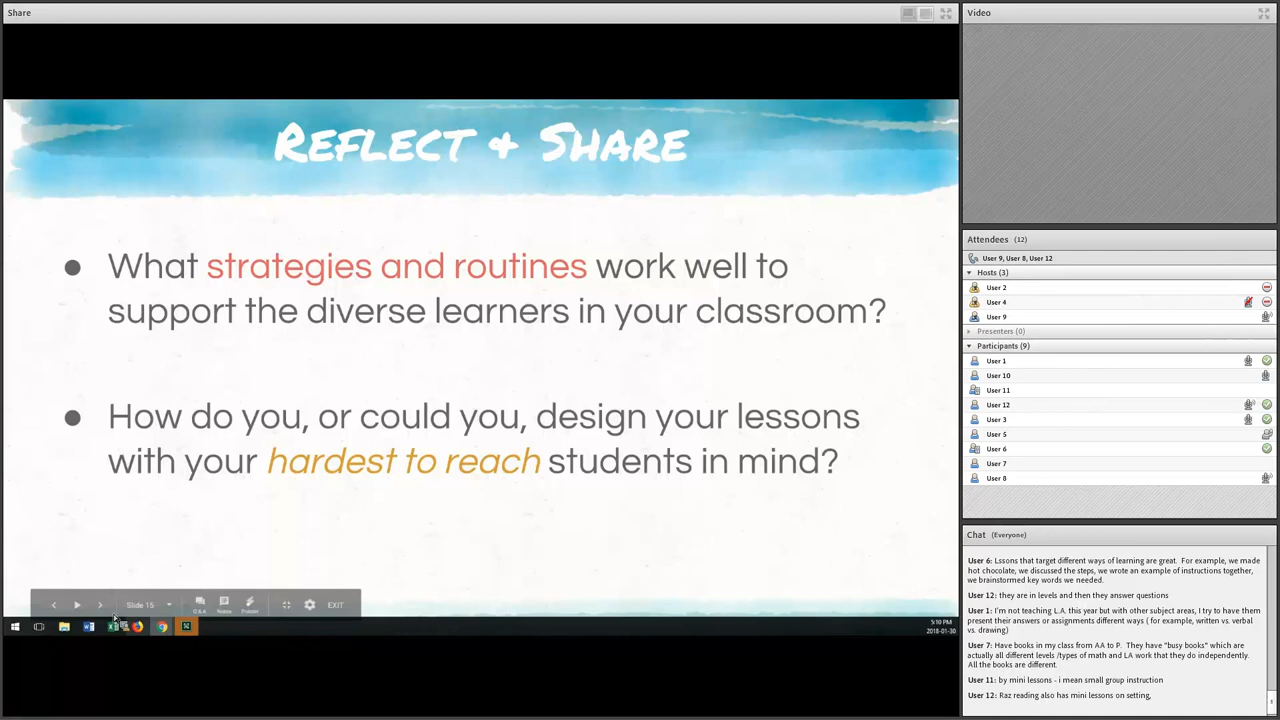 Share
Reflect & Share
● What strategies and routines work well to
support the diverse learners in your classroom?
● How do you, or could you, design your lessons
with your hardest to reach students in mind?
Slide 15
Q & A
Notes
Pointer
EXIT
5:10 PM
2018-01-30
Video
Attendees (12)
User 9, User 8, User 12
Hosts (3)
User 2
User 4
User 9
Presenters (0)
Participants (9)
User 1
User 10
User 11
User 12
User 3
User 5
User 6
User 7
User 8
Chat (Everyone)
User 6: Lssons that target different ways of learning are great. For example, we made
hot chocolate, we discussed the steps, we wrote an example of instructions together,
we brainstormed key words we needed.
User 12: they are in levels and then they answer questions
User 1: I'm not teaching L.A. this year but with other subject areas, I try to have them
present their answers or assignments different ways ( for example, written vs. verbal
vs. drawing)
User 7: Have books in my class from AA to P. They have "busy books" which are
actually all different levels /types of math and LA work that they do independently.
All the books are different.
User 11: by mini lessons - i mean small group instruction
User 12: Raz reading also has mini lessons on setting,